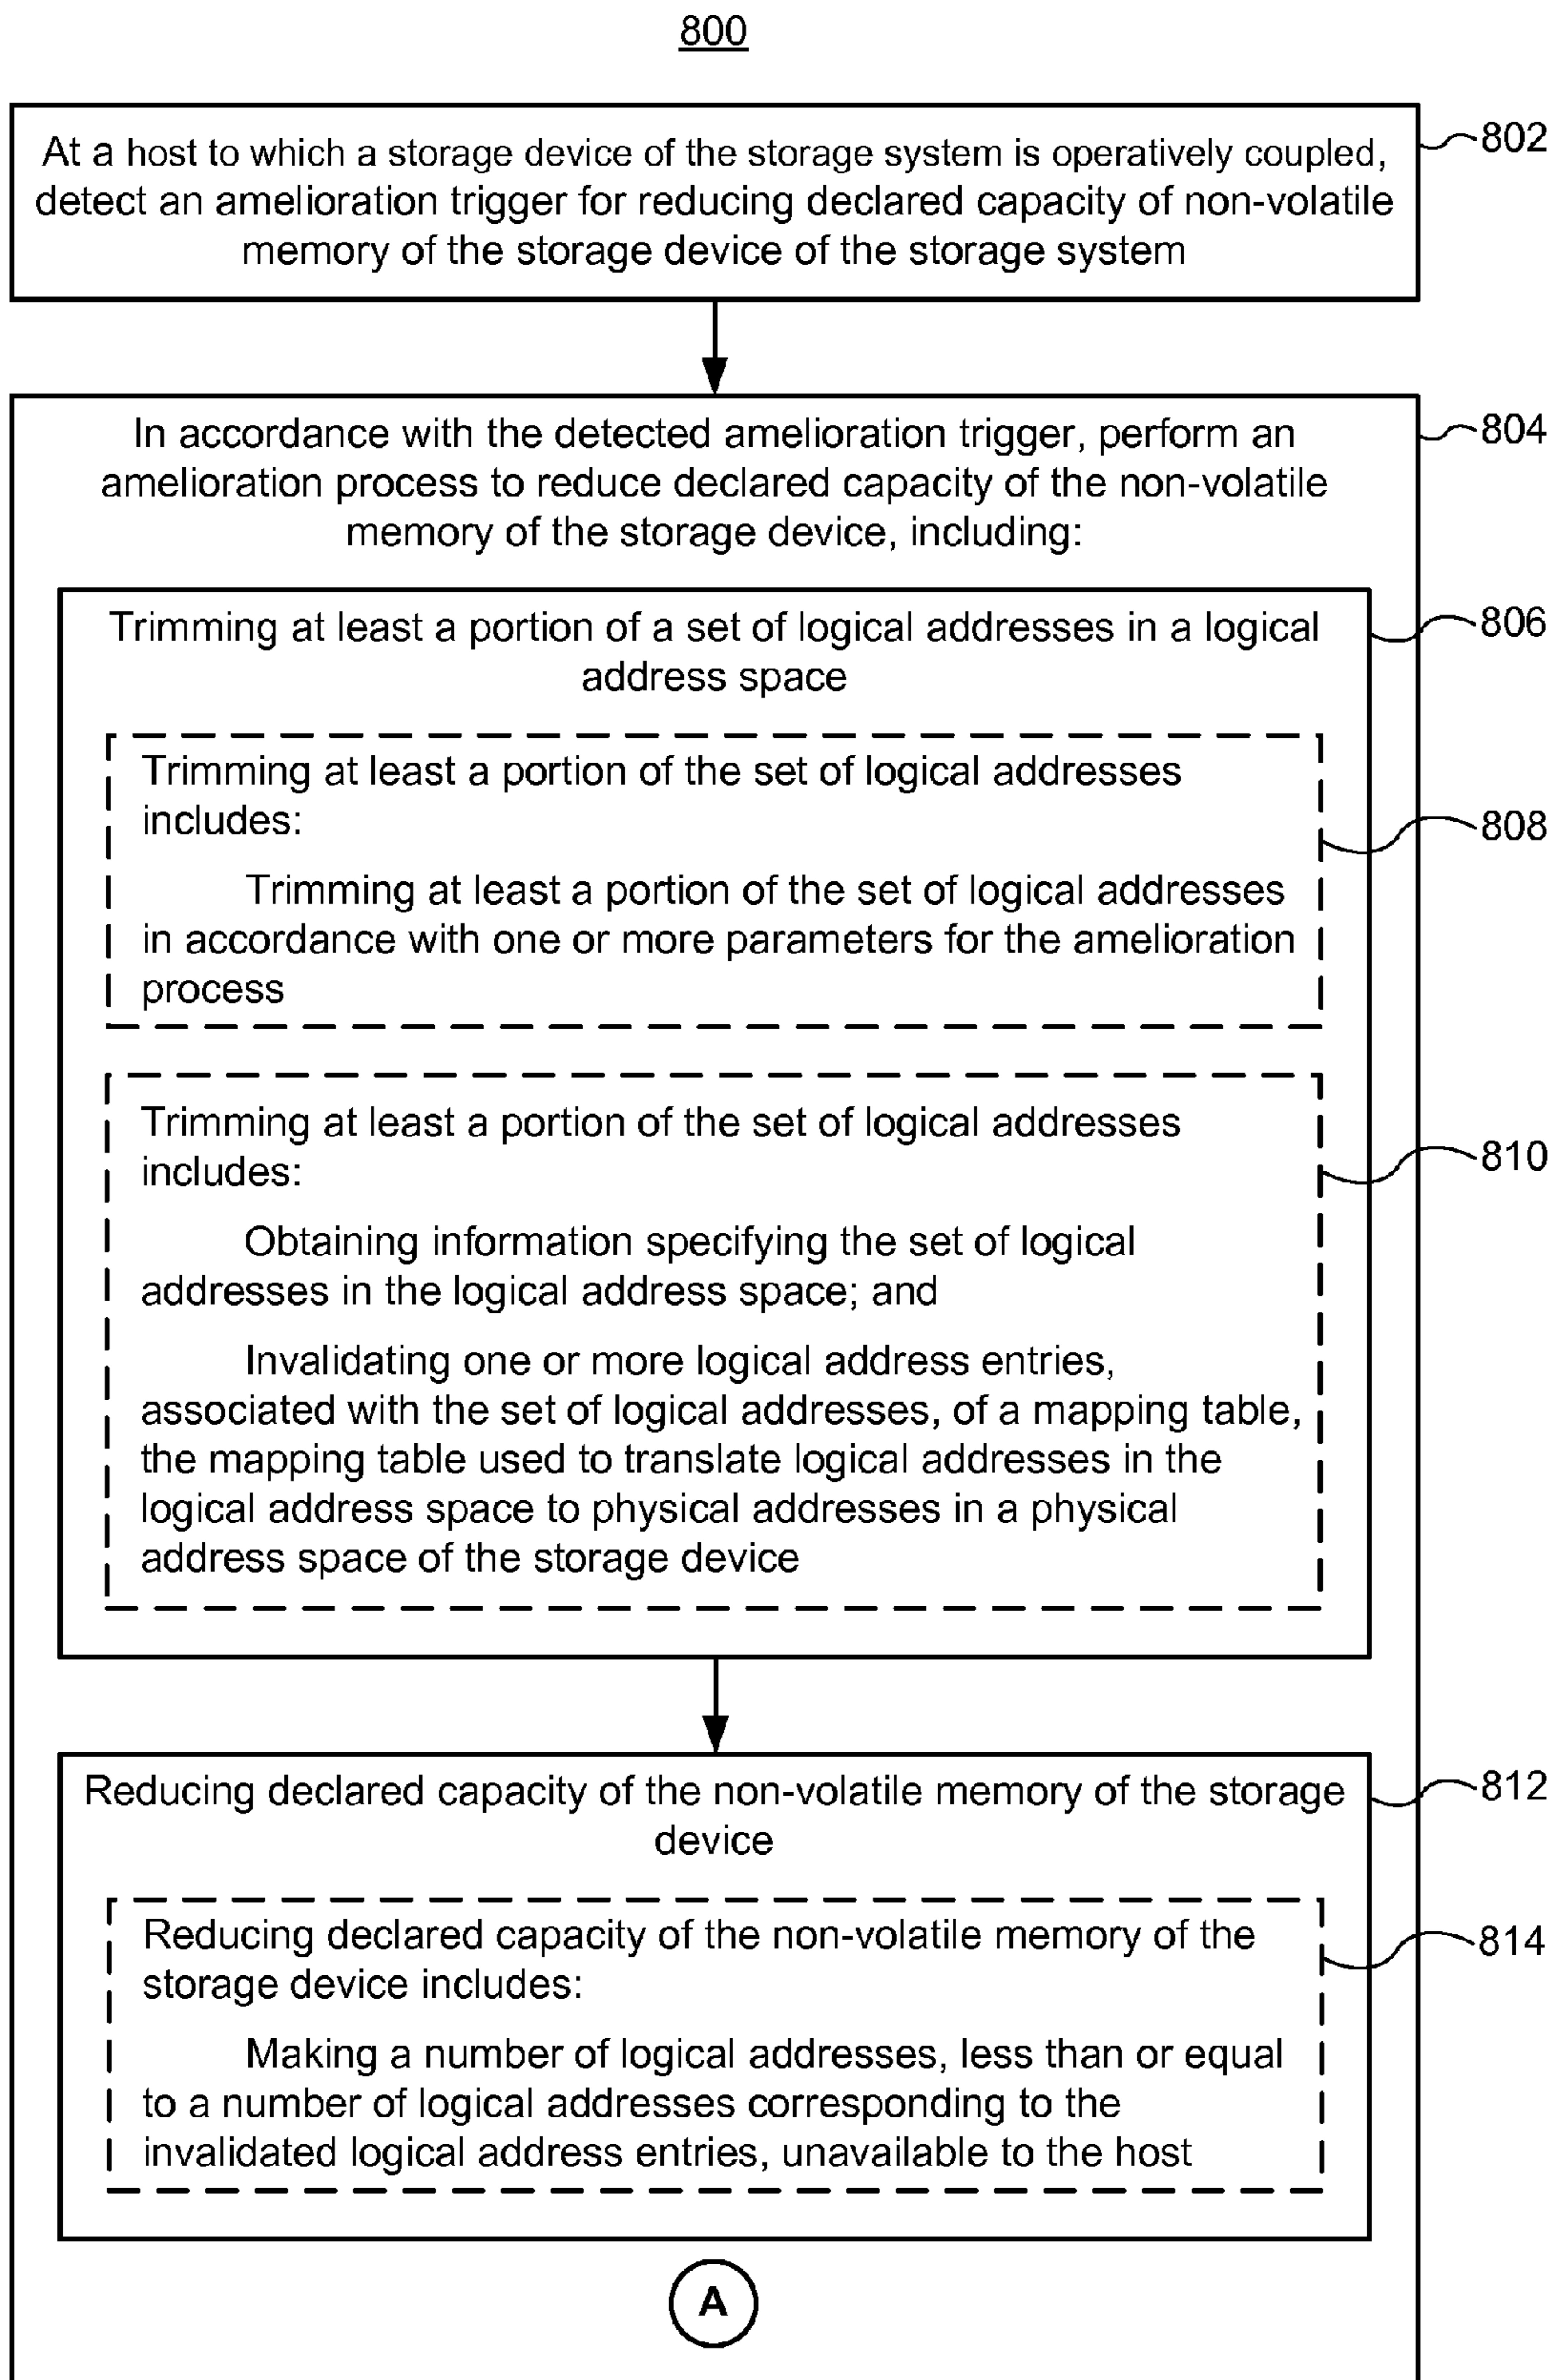 800
At a host to which a storage device of the storage system is operatively coupled,
detect an amelioration trigger for reducing declared capacity of non-volatile
memory of the storage device of the storage system
802
In accordance with the detected amelioration trigger, perform an
amelioration process to reduce declared capacity of the non-volatile
memory of the storage device, including:
804
Trimming at least a portion of a set of logical addresses in a logical
address space
806
Trimming at least a portion of the set of logical addresses
includes:
Trimming at least a portion of the set of logical addresses
in accordance with one or more parameters for the amelioration
process
808
Trimming at least a portion of the set of logical addresses
includes:
Obtaining information specifying the set of logical
addresses in the logical address space; and
Invalidating one or more logical address entries,
associated with the set of logical addresses, of a mapping table,
the mapping table used to translate logical addresses in the
logical address space to physical addresses in a physical
address space of the storage device
810
Reducing declared capacity of the non-volatile memory of the storage
device
812
Reducing declared capacity of the non-volatile memory of the
storage device includes:
Making a number of logical addresses, less than or equal
to a number of logical addresses corresponding to the
invalidated logical address entries, unavailable to the host
814
A